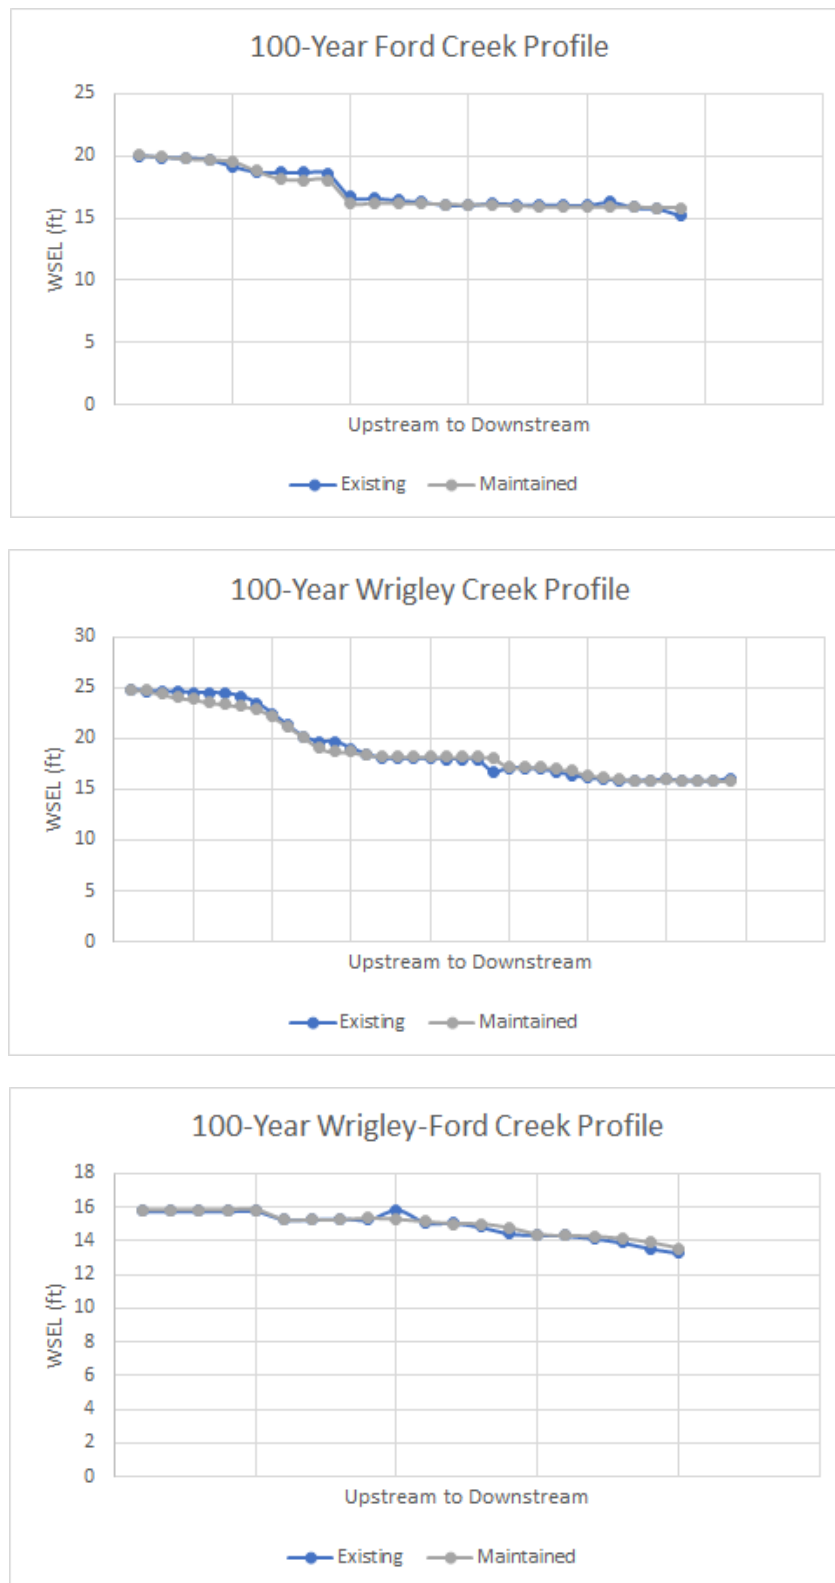 100-Year Ford Creek Profile
25
20
15
10
5
0
WSEL (ft)
Upstream to Downstream
Existing Maintained
100-Year Wrigley Creek Profile
30
25
20
15
10
5
0
WSEL (ft)
Upstream to Downstream
Existing Maintained
100-Year Wrigley-Ford Creek Profile
18
16
14
12
10
8
6
4
2
0
WSEL (ft)
Upstream to Downstream
Existing Maintained